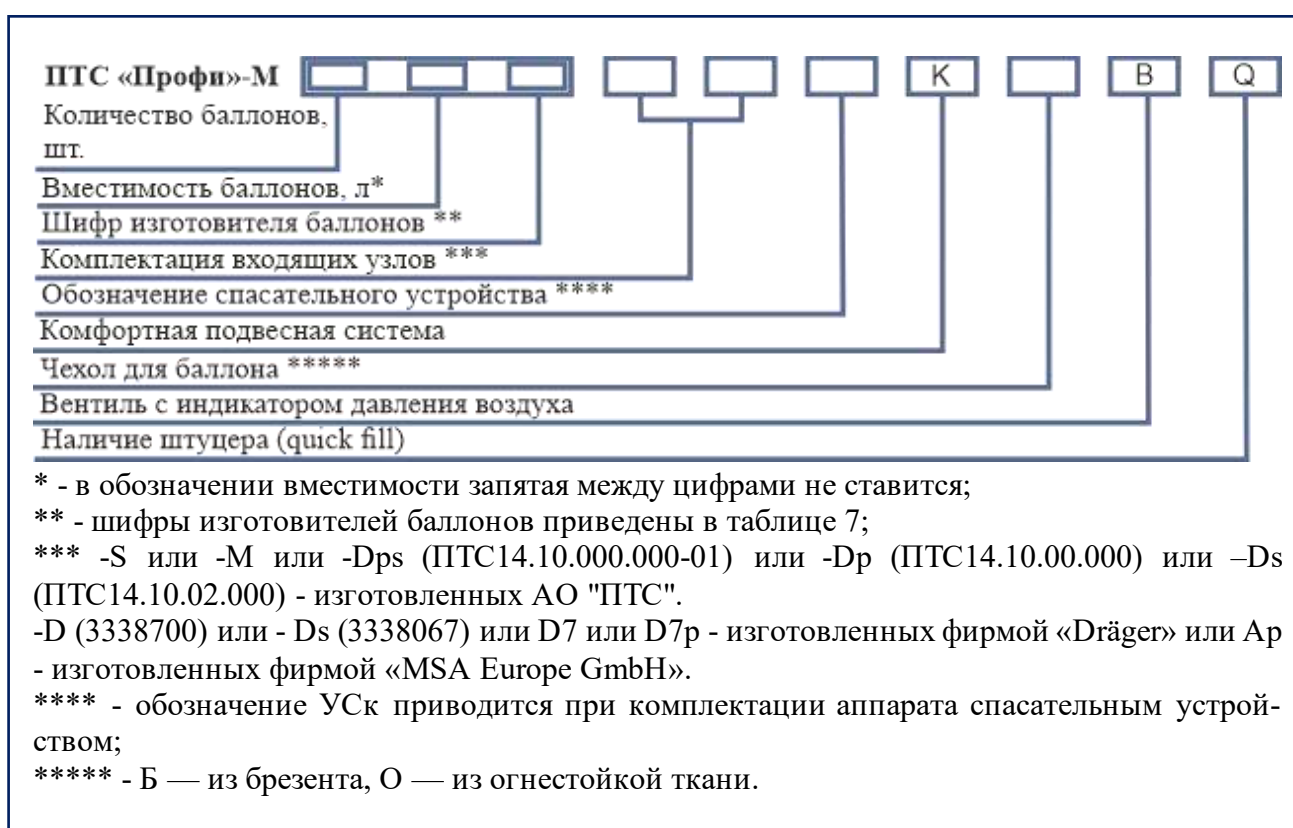 ПТС «Профи»-М K B Q
Количество баллонов,
шт.
Вместимость баллонов, л*
Шифр изготовителя баллонов **
Комплектация входящих узлов ***
Обозначение спасательного устройства ****
Комфортная подвесная система
Чехол для баллона *****
Вентиль с индикатором давления воздуха
Наличие штуцера (quick fill)
* - в обозначении вместимости запятая между цифрами не ставится;
** - шифры изготовителей баллонов приведены в таблице 7;
*** -S или -M или -Dps (ПТС14.10.000.000-01) или -Dp (ПТС14.10.00.000) или –Ds
(ПТС14.10.02.000) - изготовленных АО "ПТС".
-D (3338700) или - Ds (3338067) или D7 или D7p - изготовленных фирмой «Dräger» или Ap
- изготовленных фирмой «MSA Europe GmbH».
**** - обозначение УСк приводится при комплектации аппарата спасательным устрой-
ством;
***** - Б — из брезента, О — из огнестойкой ткани.